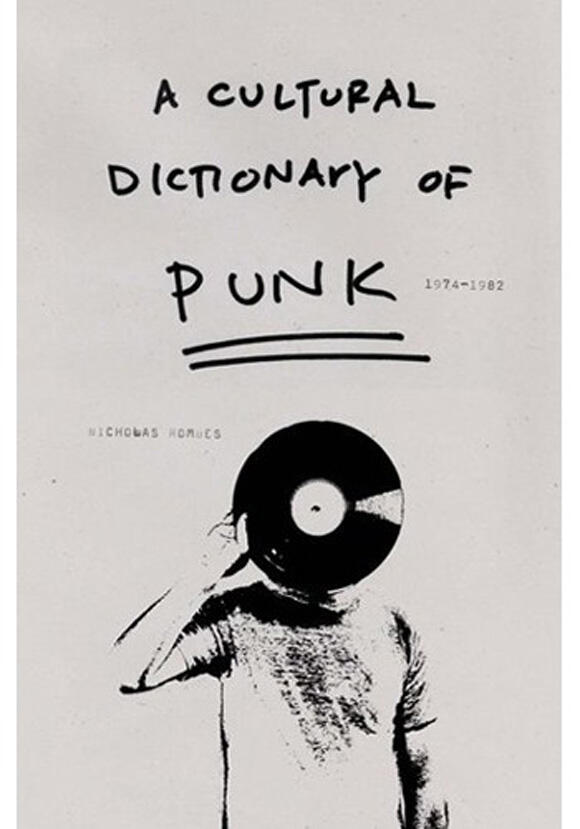 A CULTURAL
DICTIONARY OF
PUNK 1974-1982
NICHOLAS ROMBES